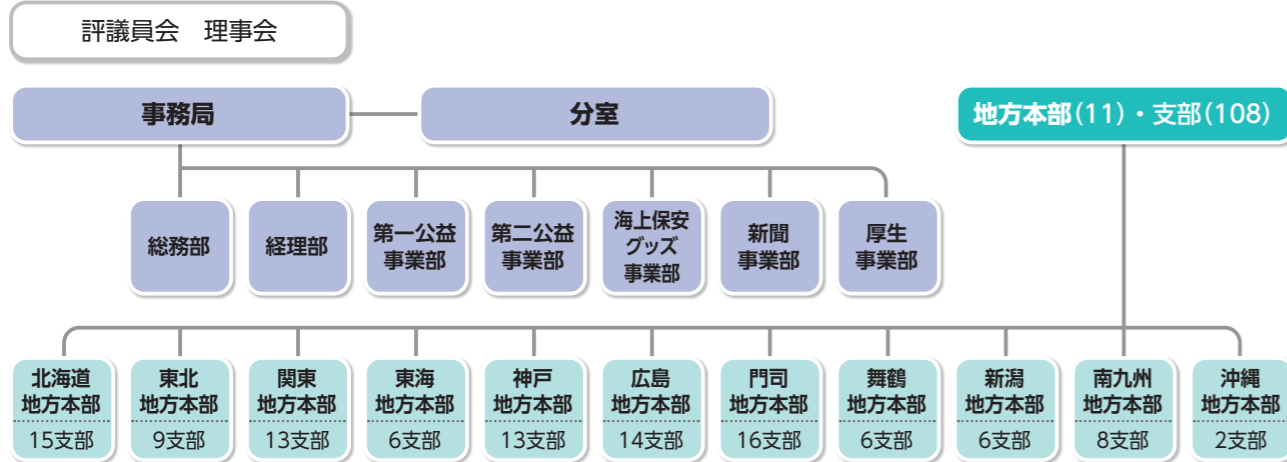 評議員会　理事会
事務局
分室
地方本部(11)・支部(108)
総務部
経理部
第一公益
事業部
第二公益
事業部
海上保安
グッズ
事業部
新聞
事業部
厚生
事業部
北海道
地方本部
15支部
東北
地方本部
9支部
関東
地方本部
13支部
東海
地方本部
6支部
神戸
地方本部
13支部
広島
地方本部
14支部
門司
地方本部
16支部
舞鶴
地方本部
6支部
新潟
地方本部
6支部
南九州
地方本部
8支部
沖縄
地方本部
2支部